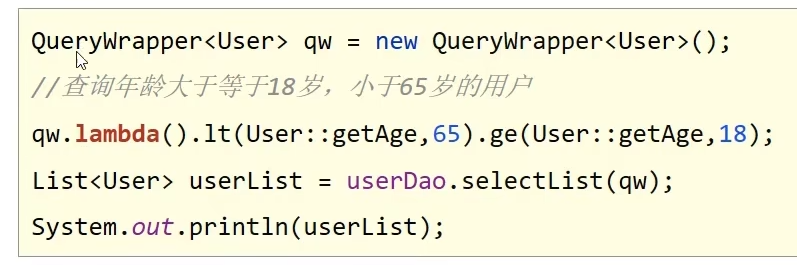 QueryWrapper<User> qw = new QueryWrapper<User>();
//查询年龄大于等于18岁，小于65岁的用户
qw.lambda().lt(User::getAge,65).ge(User::getAge,18);
List<User> userList = userDao.selectList(qw);
System.out.println(userList);